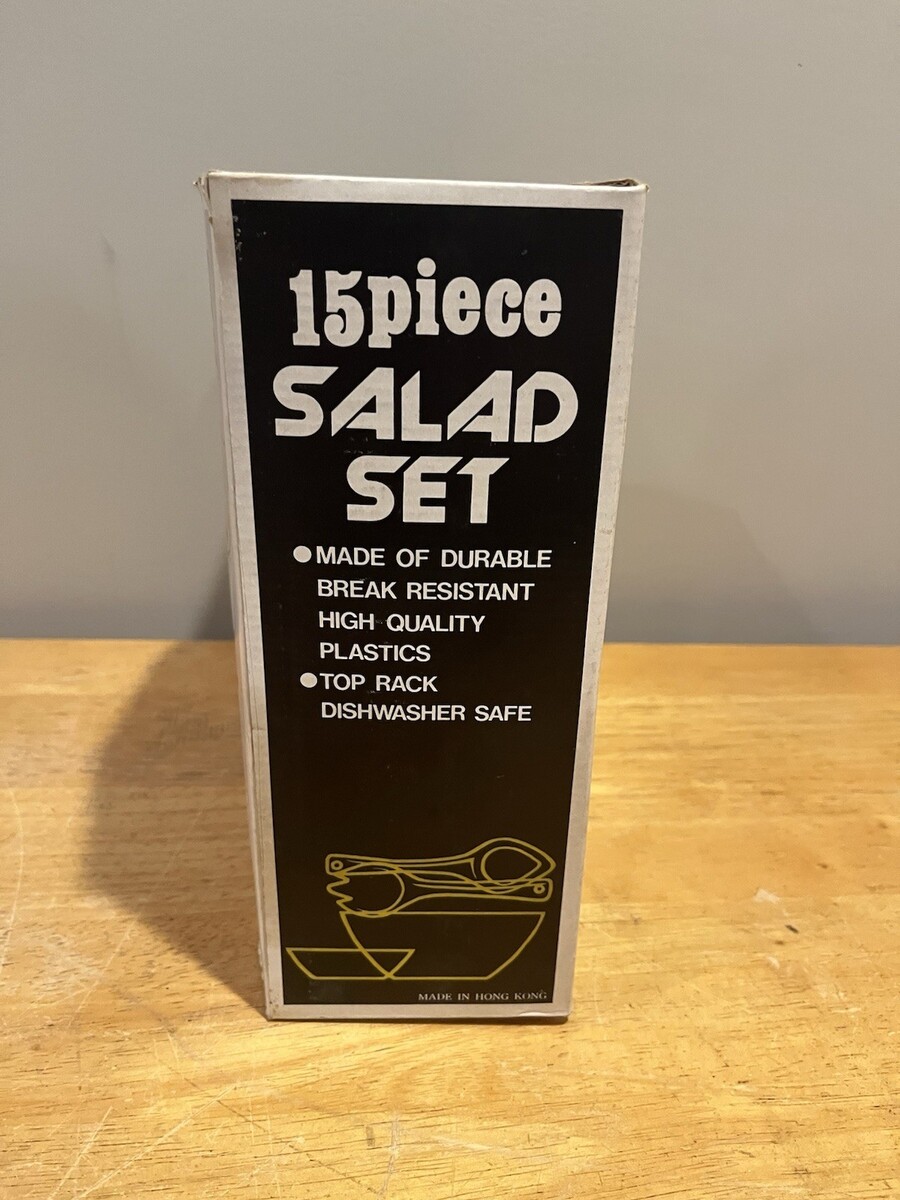 15piece
SALAD
SET
●MADE OF DURABLE
BREAK RESISTANT
HIGH QUALITY
PLASTICS
●TOP RACK
DISHWASHER SAFE
MADE IN HONG KONG